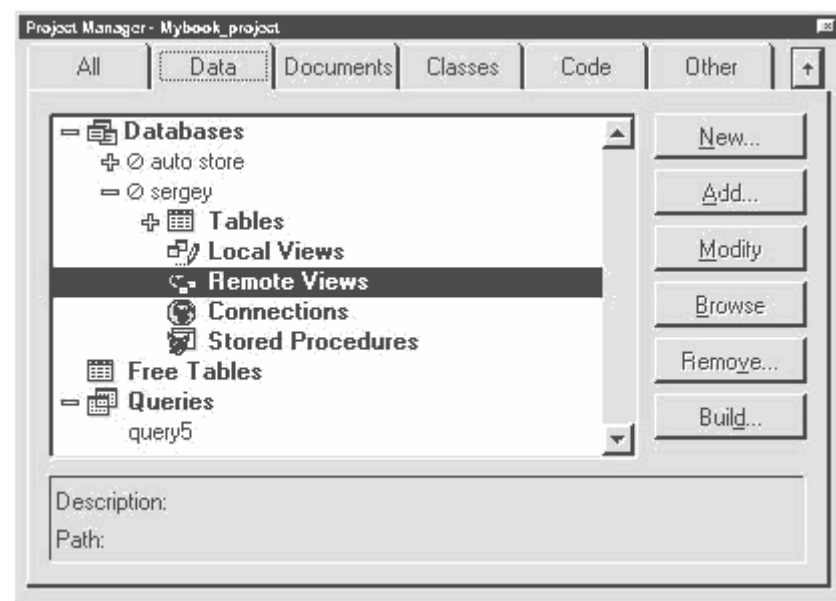 Project Manager - Mybook_project
All Data Documents Classes Code Other
Databases
auto store
sergey
Tables
Local Views
Remote Views
Connections
Stored Procedures
Free Tables
Queries
query5
New...
Add...
Modify
Browse
Remove...
Build...
Description:
Path: